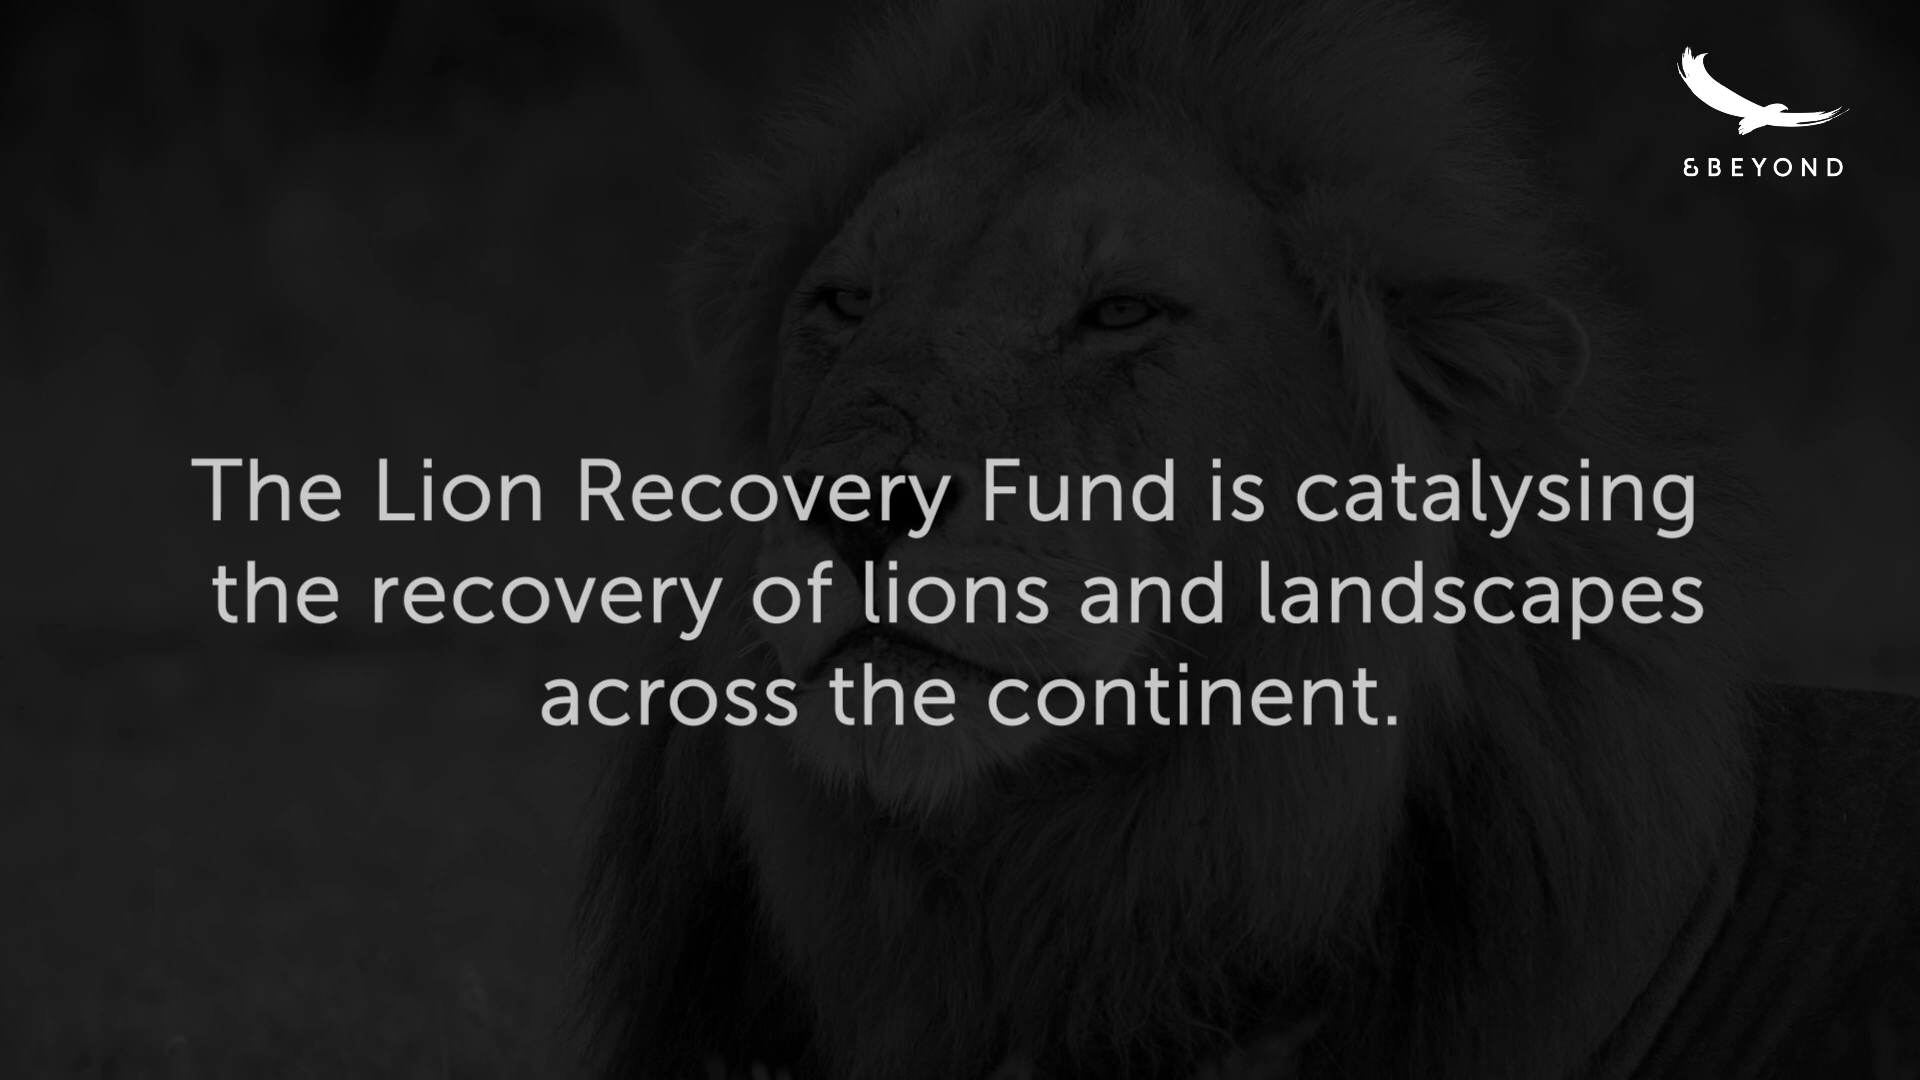 &BEYOND
The Lion Recovery Fund is catalysing
the recovery of lions and landscapes
across the continent.